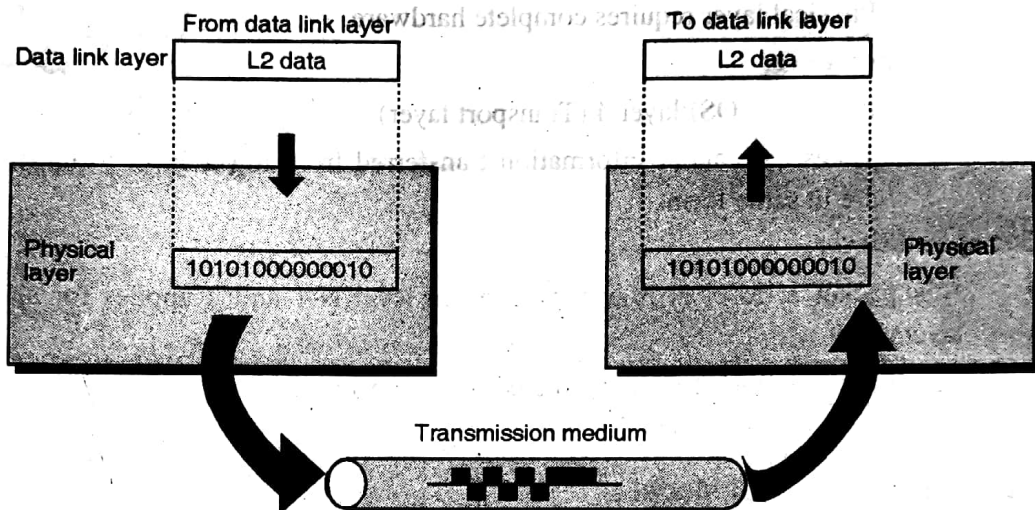 From data link layer
Data link layer
L2 data
Physical layer
10101000000010
To data link layer
L2 data
10101000000010
Physical layer
Transmission medium